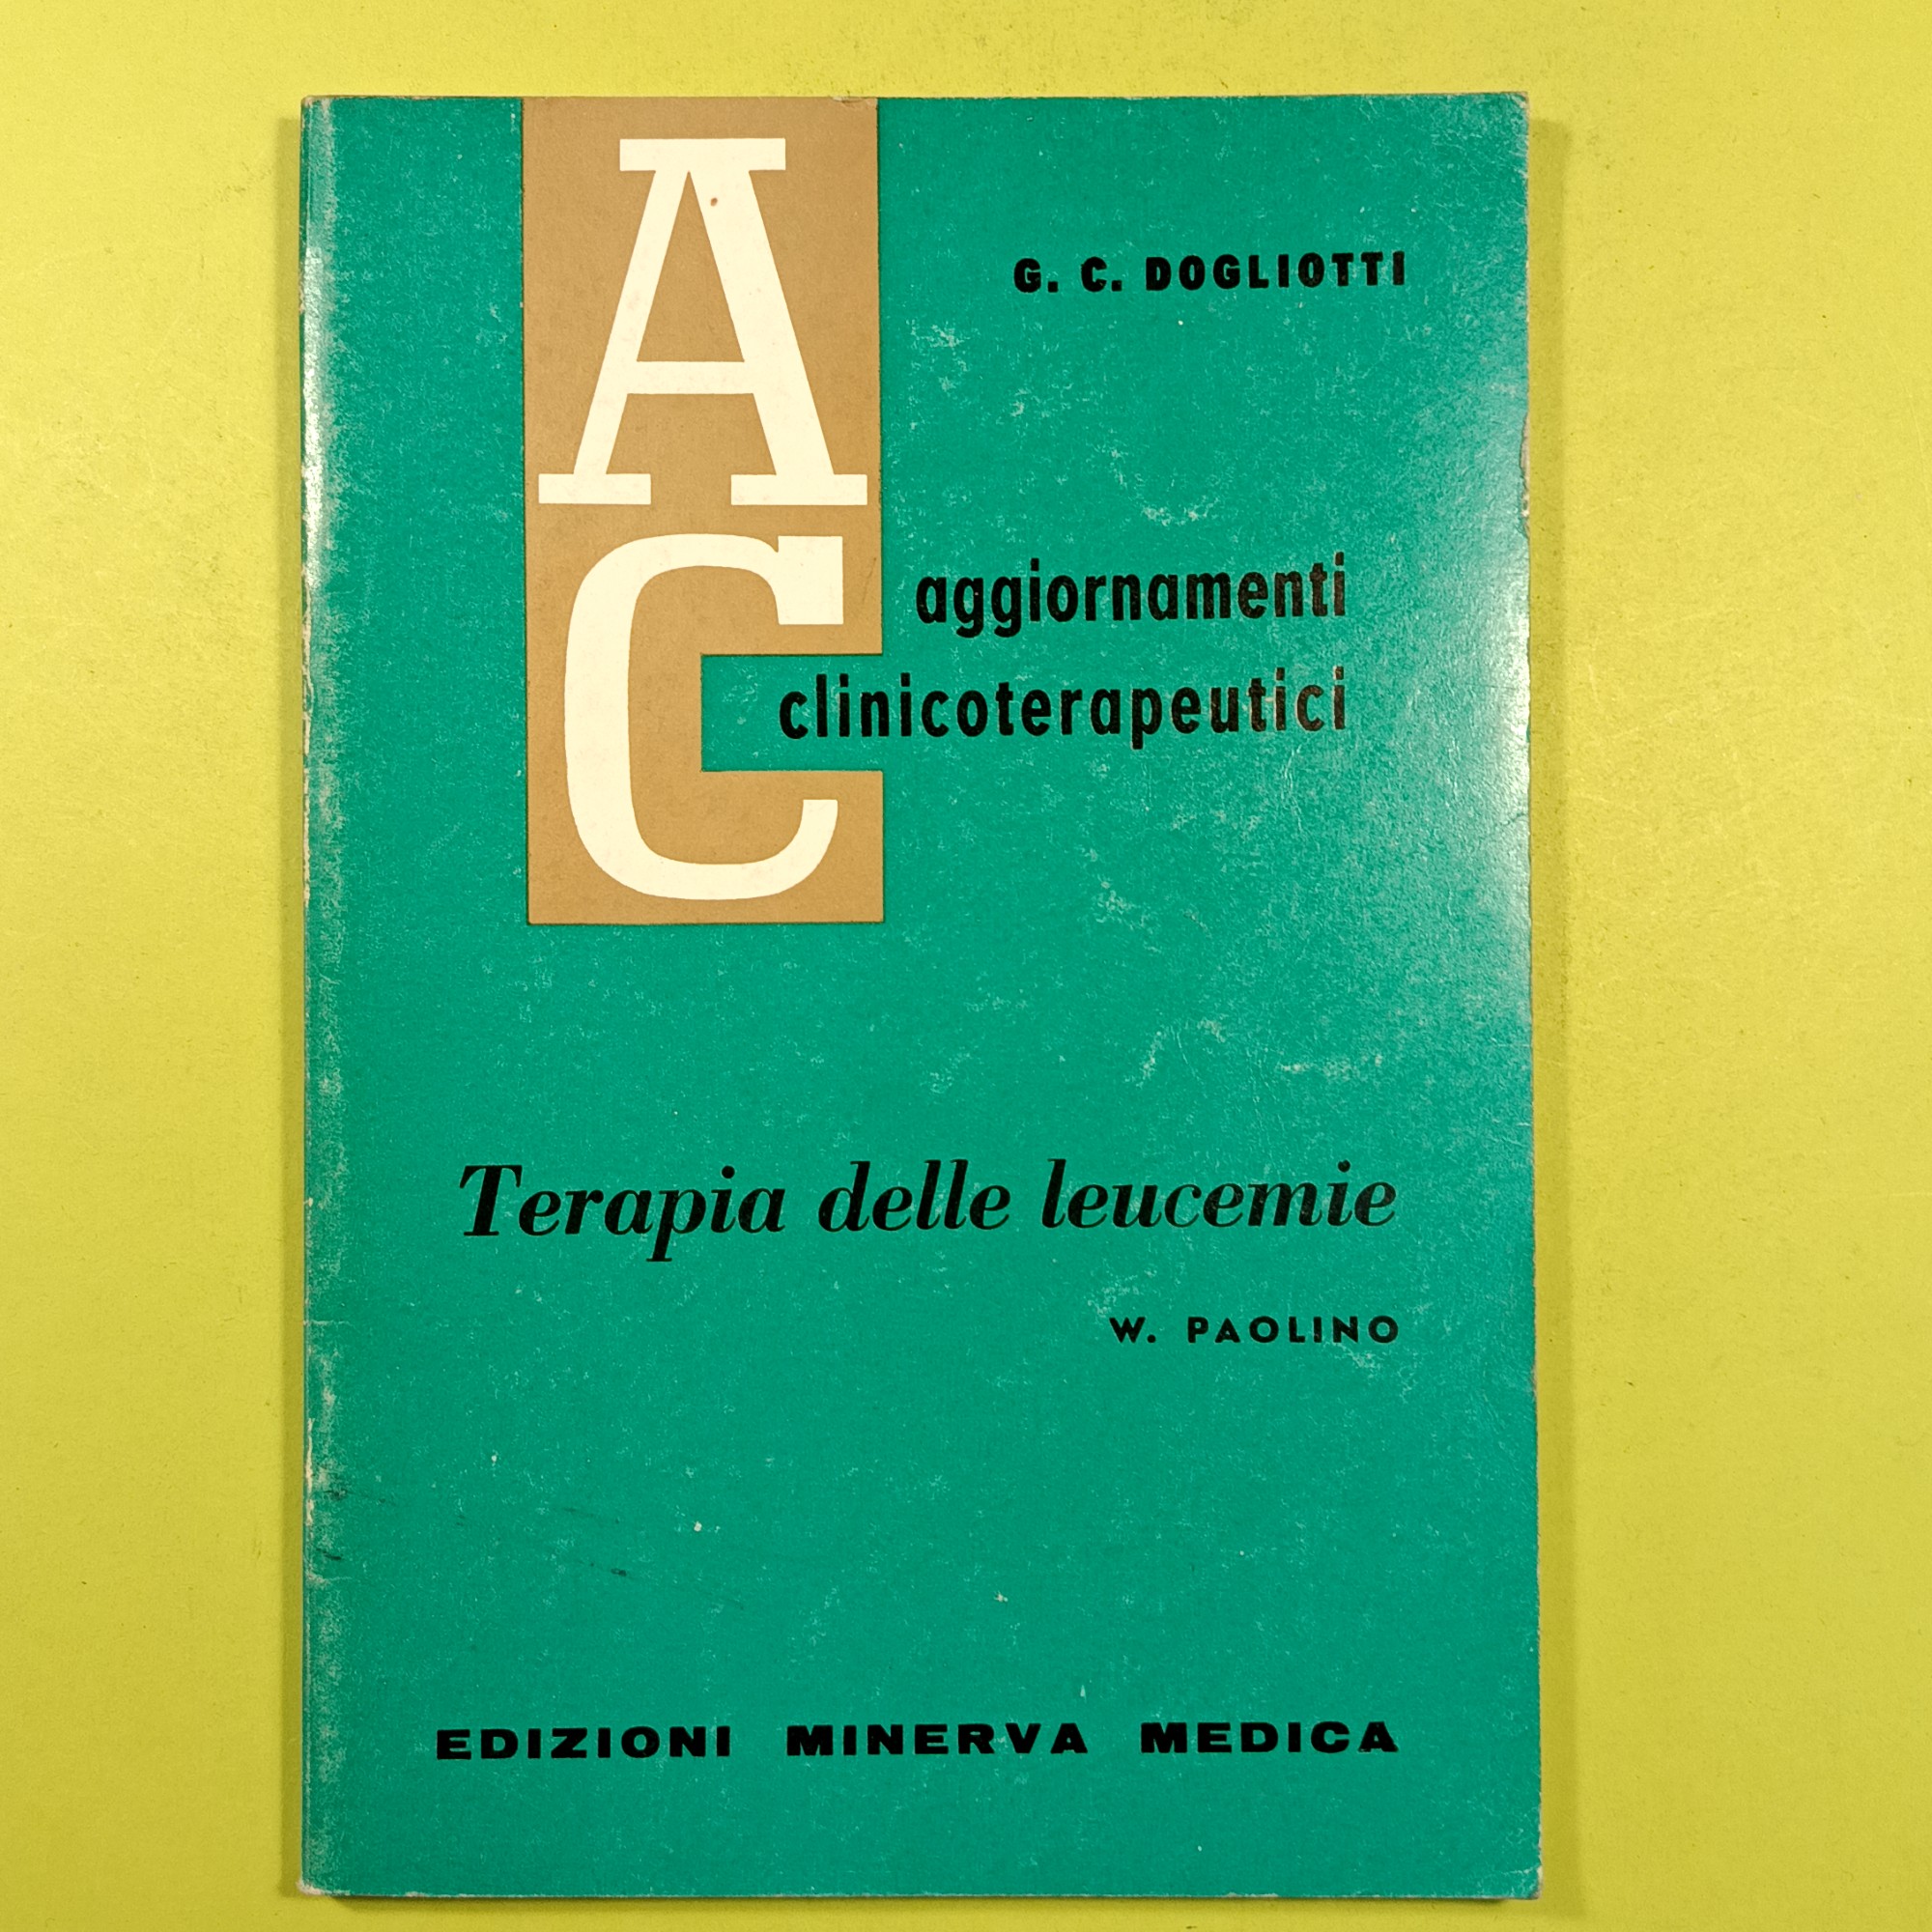 A
C
G. C. DOGLIOTTI
aggiornamenti
clinicoterapeutici
Terapia delle leucemie
W. PAOLINO
EDIZIONI MINERVA MEDICA